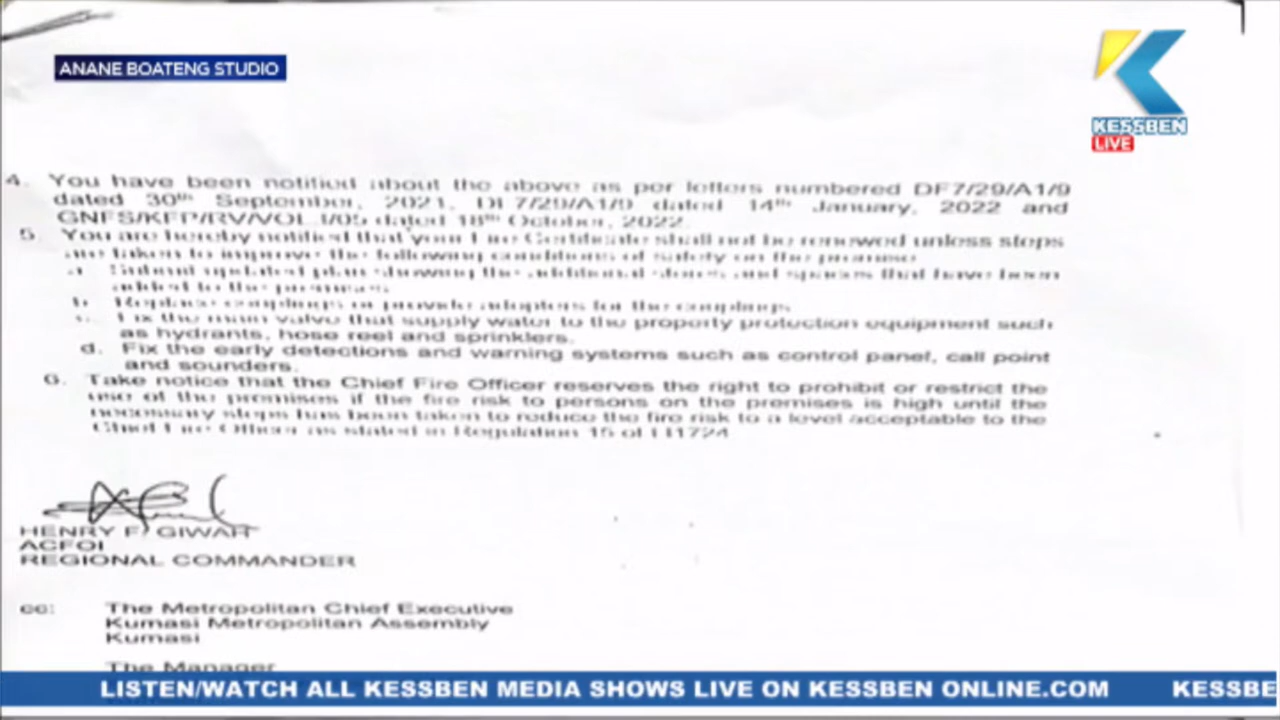 ANANE BOATENG STUDIO
KESSBEN
LIVE
4. You have been notified about the above as per letters numbered DF7/29/A1/9
dated 30th September, 2021, DF7/29/A1/9 dated 14th January, 2022 and
GNFS/KFP/RV/VOL.1/05 dated 18th October, 2022.
5. You are hereby notified that your Fire Certificate shall not be renewed unless steps
are taken to improve the following conditions of safety on the premise
a. Submit updated plan showing the additional stores and spaces that have been
added to the premises.
b. Replace couplings or provide adopters for the couplings.
c. Fix the main valve that supply water to the property protection equipment such
as hydrants, hose reel and sprinklers.
d. Fix the early detections and warning systems such as control panel, call point
and sounders.
6. Take notice that the Chief Fire Officer reserves the right to prohibit or restrict the
use of the premises if the fire risk to persons on the premises is high until the
necessary steps has been taken to reduce the fire risk to a level acceptable to the
Chief Fire Officer as stated in Regulation 15 of LI1724
HENRY F. GIWAH
ACFOI
REGIONAL COMMANDER
cc: The Metropolitan Chief Executive
Kumasi Metropolitan Assembly
Kumasi
The Manager
LISTEN/WATCH ALL KESSBEN MEDIA SHOWS LIVE ON KESSBEN ONLINE.COM KESSBE